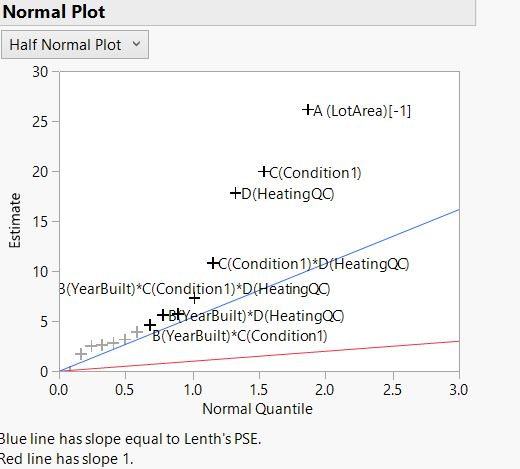 Normal Plot
Half Normal Plot
30
A (LotArea)[-1]
25
20
C(Condition1)
D(HeatingQC)
15
Estimate
10
C(Condition1)*D(HeatingQC)
B(YearBuilt)*C(Condition1)*D(HeatingQC)
5
B(YearBuilt)*D(HeatingQC)
B(YearBuilt)*C(Condition1)
0
0.0 0.5 1.0 1.5 2.0 2.5 3.0
Normal Quantile
Blue line has slope equal to Lenth's PSE.
Red line has slope 1.